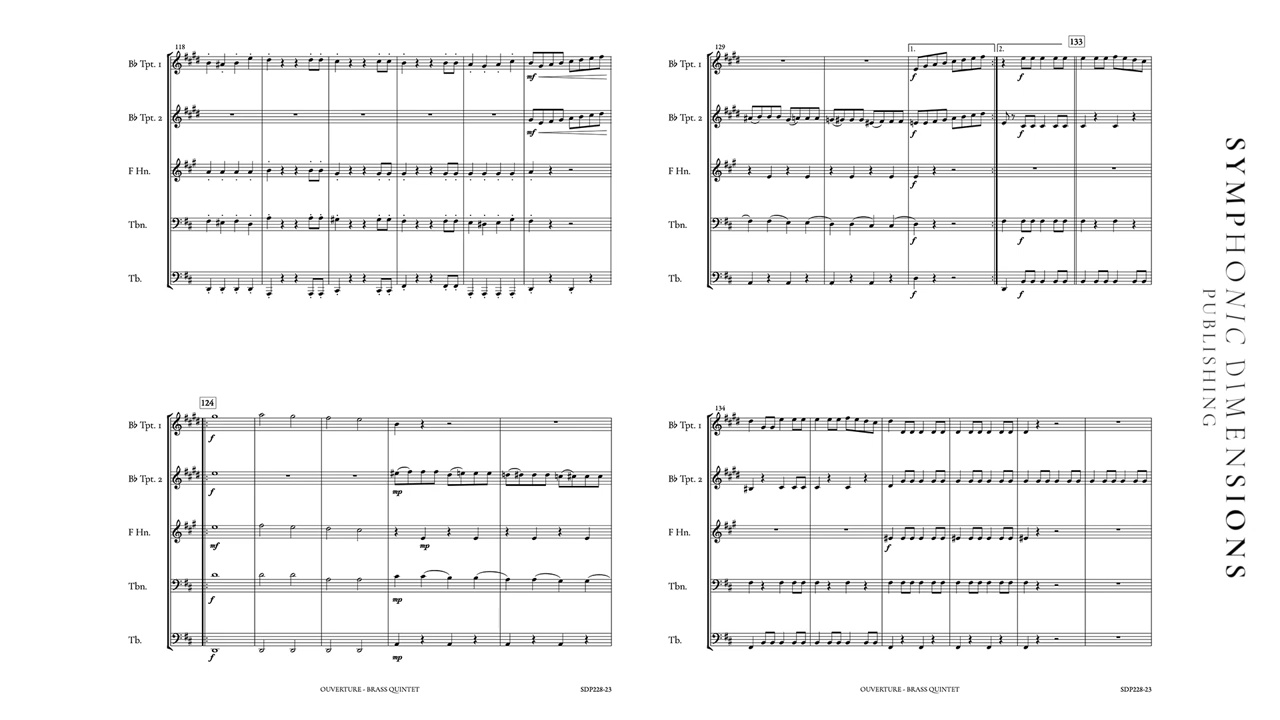 118
B♭ Tpt. 1
mf
B♭ Tpt. 2
mf
F Hn.
Tbn.
Tb.
124
B♭ Tpt. 1
f
B♭ Tpt. 2
f
mp
F Hn.
mf
mp
Tbn.
f
mp
Tb.
f
mp
OUVERTURE - BRASS QUINTET
SDP228-23
129
1.
2.
133
B♭ Tpt. 1
f
f
B♭ Tpt. 2
f
f
F Hn.
f
Tbn.
f
f
Tb.
f
f
134
B♭ Tpt. 1
B♭ Tpt. 2
F Hn.
f
Tbn.
Tb.
OUVERTURE - BRASS QUINTET
SDP228-23
SYMPHONIC DIMENSIONS
PUBLISHING